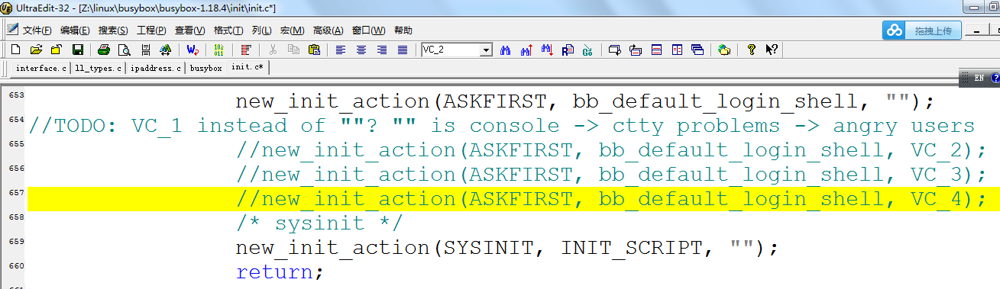 UltraEdit-32 - [Z:\linux\busybox\busybox-1.18.4\init\init.c*]
文件(F) 编辑(E) 搜索(S) 工程(P) 查看(V) 格式(T) 列(L) 宏(M) 高级(A) 窗口(W) 帮助
拖拽上传
VC_2
interface.c ll_types.c ipaddress.c busybox init.c*
EN
653 new_init_action(ASKFIRST, bb_default_login_shell, "");
654 //TODO: VC_1 instead of ""? "" is console -> ctty problems -> angry users
655 //new_init_action(ASKFIRST, bb_default_login_shell, VC_2);
656 //new_init_action(ASKFIRST, bb_default_login_shell, VC_3);
657 //new_init_action(ASKFIRST, bb_default_login_shell, VC_4);
658 /* sysinit */
659 new_init_action(SYSINIT, INIT_SCRIPT, "");
660 return;